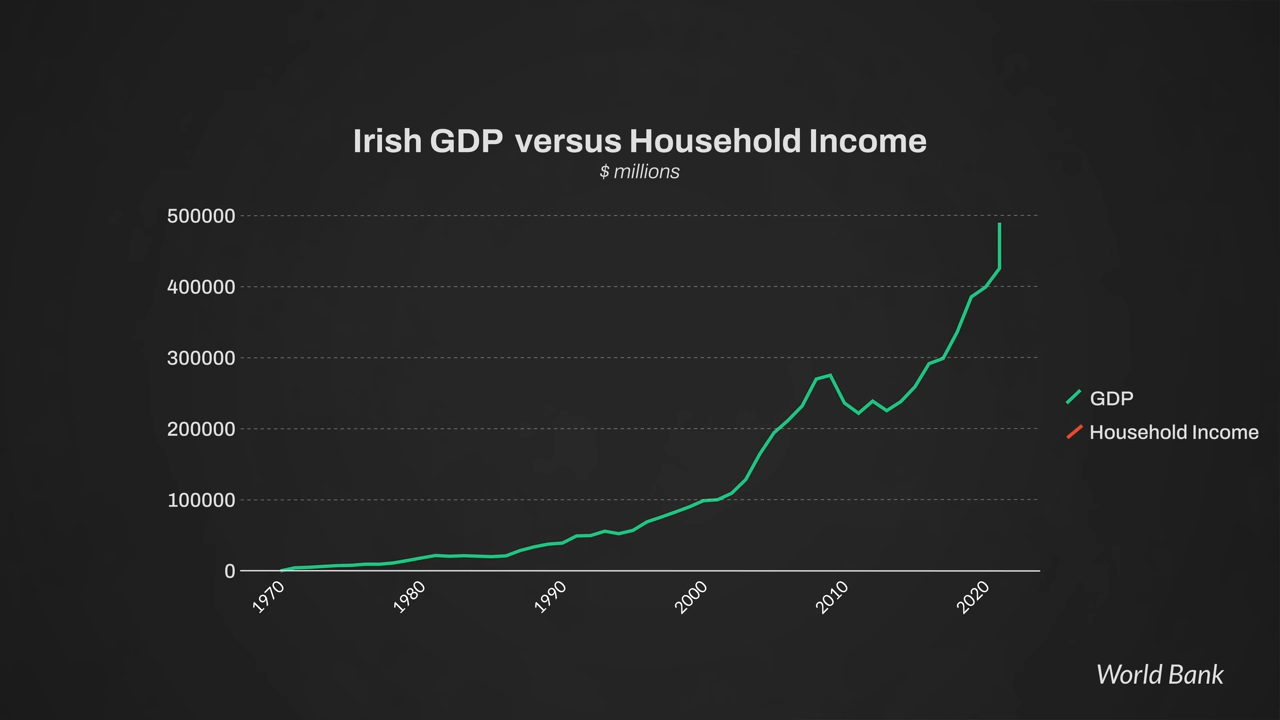 Irish GDP versus Household Income
$ millions
500000
400000
300000
200000
100000
0
1970
1980
1990
2000
2010
2020
GDP
Household Income
World Bank